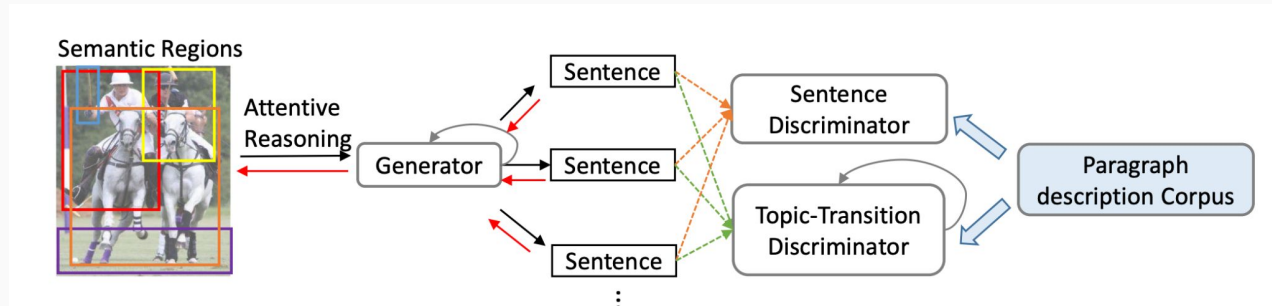 Semantic Regions
Attentive
Reasoning
Generator
Sentence
Sentence
Sentence
⋮
Sentence
Discriminator
Topic-Transition
Discriminator
Paragraph
description Corpus